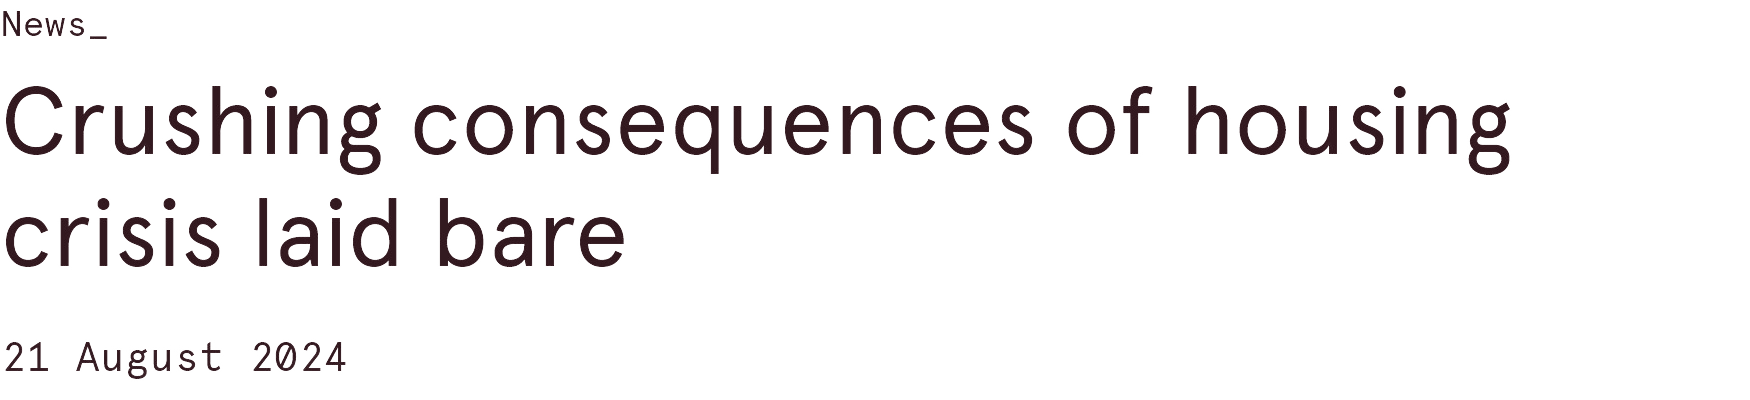 News_
Crushing consequences of housing
crisis laid bare
21 August 2024